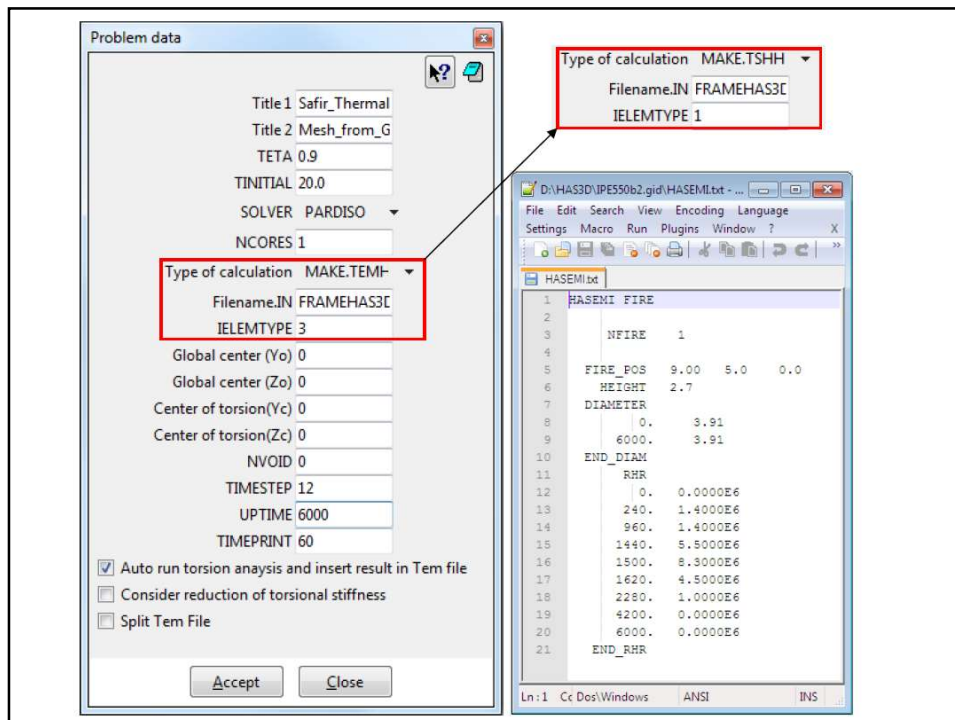 Problem data
Title 1 Safir_Thermal
Title 2 Mesh_from_G
TETA 0.9
TINITIAL 20.0
SOLVER PARDISO
NCORES 1
Type of calculation MAKE.TEMH
Filename.IN FRAMEHAS3D
IELEMTYPE 3
Global center (Yo) 0
Global center (Zo) 0
Center of torsion(Yc) 0
Center of torsion(Zc) 0
NVOID 0
TIMESTEP 12
UPTIME 6000
TIMEPRINT 60
Auto run torsion anaysis and insert result in Tem file
Consider reduction of torsional stiffness
Split Tem File
Accept Close
Type of calculation MAKE.TSHH
Filename.IN FRAMEHAS3D
IELEMTYPE 1
D:\HAS3D\IPE550b2.gid\HASEMI.txt - ...
File Edit Search View Encoding Language
Settings Macro Run Plugins Window ? X
HASEMI.txt
1 HASEMI FIRE
2
3 NFIRE 1
4
5 FIRE_POS 9.00 5.0 0.0
6 HEIGHT 2.7
7 DIAMETER
8 0. 3.91
9 6000. 3.91
10 END_DIAM
11 RHR
12 0. 0.0000E6
13 240. 1.4000E6
14 960. 1.4000E6
15 1440. 5.5000E6
16 1500. 8.3000E6
17 1620. 4.5000E6
18 2280. 1.0000E6
19 4200. 0.0000E6
20 6000. 0.0000E6
21 END_RHR
Ln : 1 Cc Dos\Windows ANSI INS